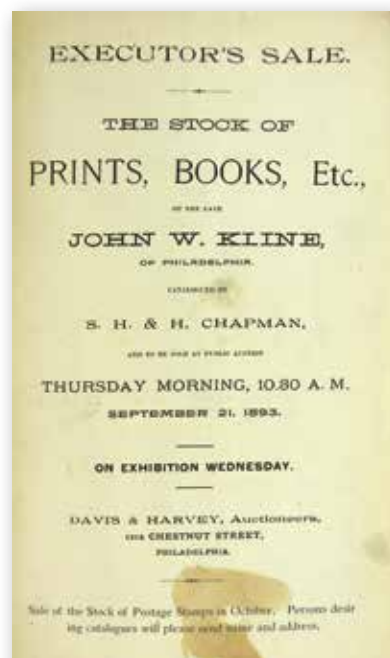 EXECUTOR'S SALE.
THE STOCK OF
PRINTS, BOOKS, Etc.,
OF THE LATE
JOHN W. KLINE,
OF PHILADELPHIA.
CATALOGUED BY
S. H. & H. CHAPMAN,
AND TO BE SOLD AT PUBLIC AUCTION
THURSDAY MORNING, 10.30 A. M.
SEPTEMBER 21, 1893.
ON EXHIBITION WEDNESDAY.
DAVIS & HARVEY, Auctioneers,
CHESTNUT STREET,
PHILADELPHIA.
Sale of the Stock of Postage Stamps in October. Persons desir
ing catalogues will please send name and address.